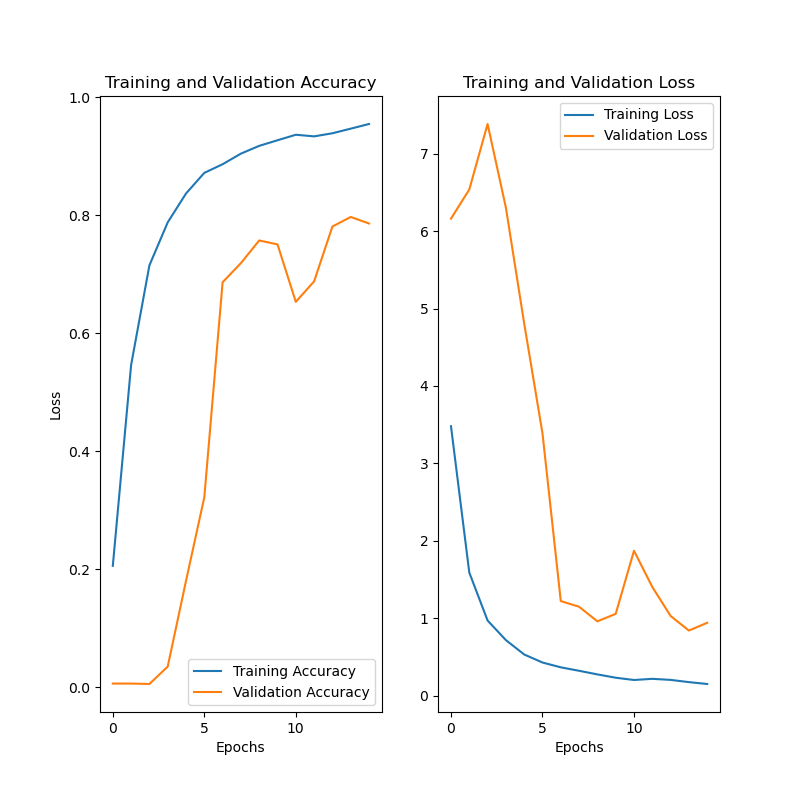 Training and Validation Accuracy
1.0
0.8
0.6
0.4
0.2
0.0
Loss
0
5
10
Epochs
Training Accuracy
Validation Accuracy
Training and Validation Loss
Training Loss
Validation Loss
7
6
5
4
3
2
1
0
0
5
10
Epochs